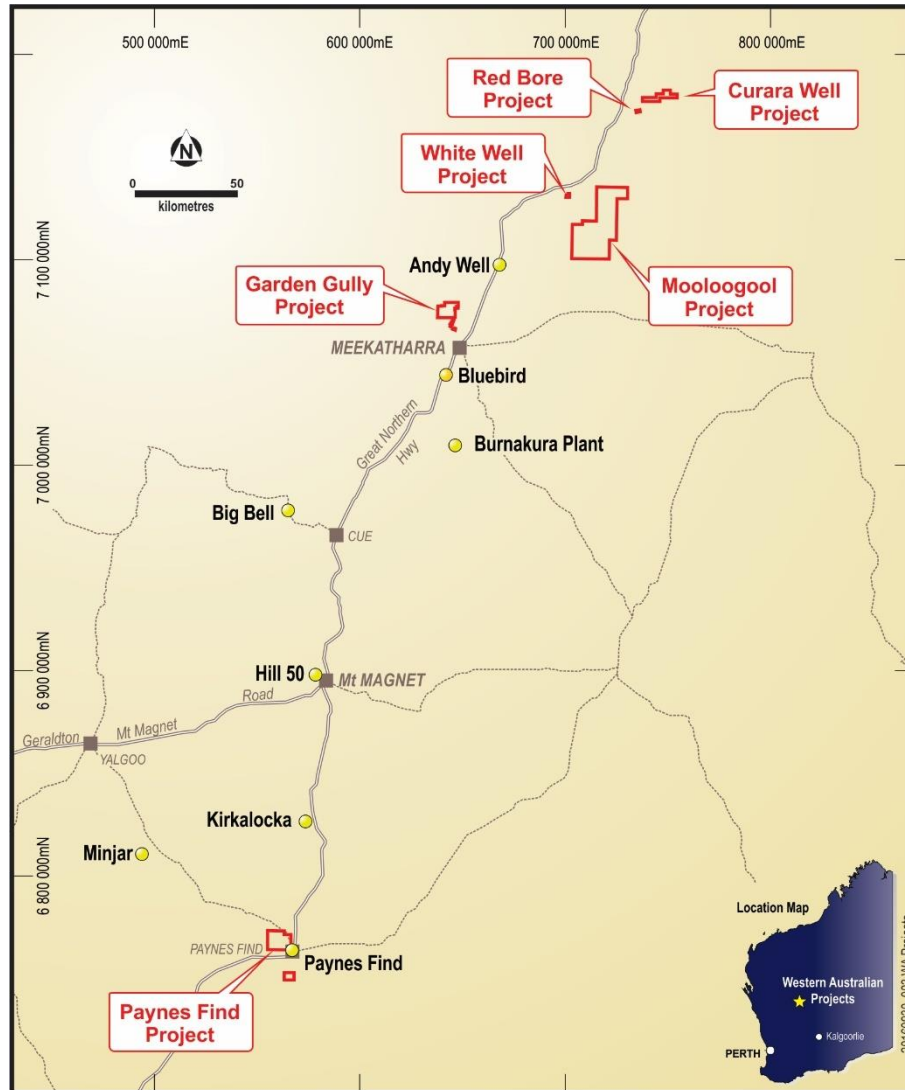 500 000mE
600 000mE
700 000mE
800 000mE
Red Bore
Project
Curara Well
Project
N
0
50
kilometres
White Well
Project
7 100 000mN
Andy Well
Garden Gully
Project
Mooloogool
Project
MEEKATHARRA
Bluebird
Great Northern
Hwy
Burnakura Plant
7 000 000mN
Big Bell
CUE
Hill 50
Mt MAGNET
6 900 000mN
Geraldton
Mt Magnet
Road
YALGOO
Kirkalocka
Minjar
6 800 000mN
PAYNES FIND
Paynes Find
Paynes Find
Project
Location Map
Western Australian
Projects
Kalgoorlie
PERTH